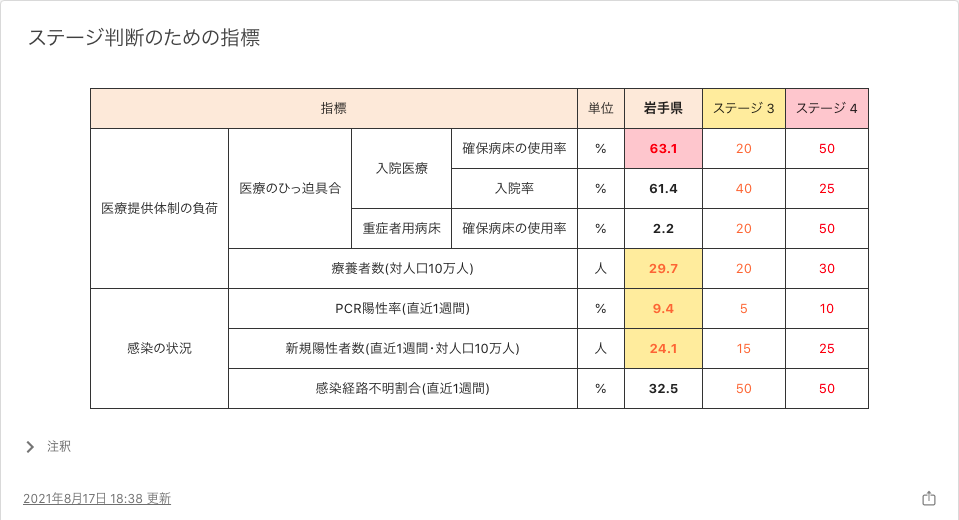 ステージ判断のための指標
指標 単位 岩手県 ステージ 3 ステージ 4
医療提供体制の負荷 医療のひっ迫具合 入院医療 確保病床の使用率 % 63.1 20 50
入院率 % 61.4 40 25
重症者用病床 確保病床の使用率 % 2.2 20 50
療養者数(対人口10万人) 人 29.7 20 30
感染の状況 PCR陽性率(直近1週間) % 9.4 5 10
新規陽性者数(直近1週間･対人口10万人) 人 24.1 15 25
感染経路不明割合(直近1週間) % 32.5 50 50
注釈
2021年8月17日 18:38 更新